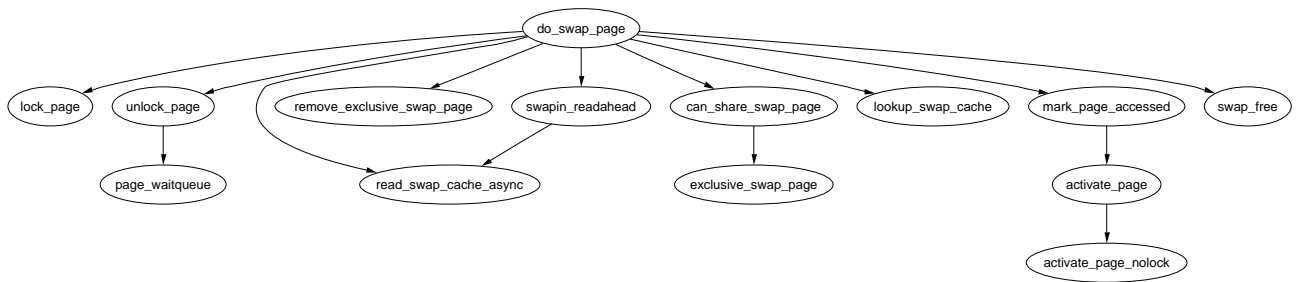 do_swap_page
lock_page
unlock_page
remove_exclusive_swap_page
swapin_readahead
can_share_swap_page
lookup_swap_cache
mark_page_accessed
swap_free
page_waitqueue
read_swap_cache_async
exclusive_swap_page
activate_page
activate_page_nolock